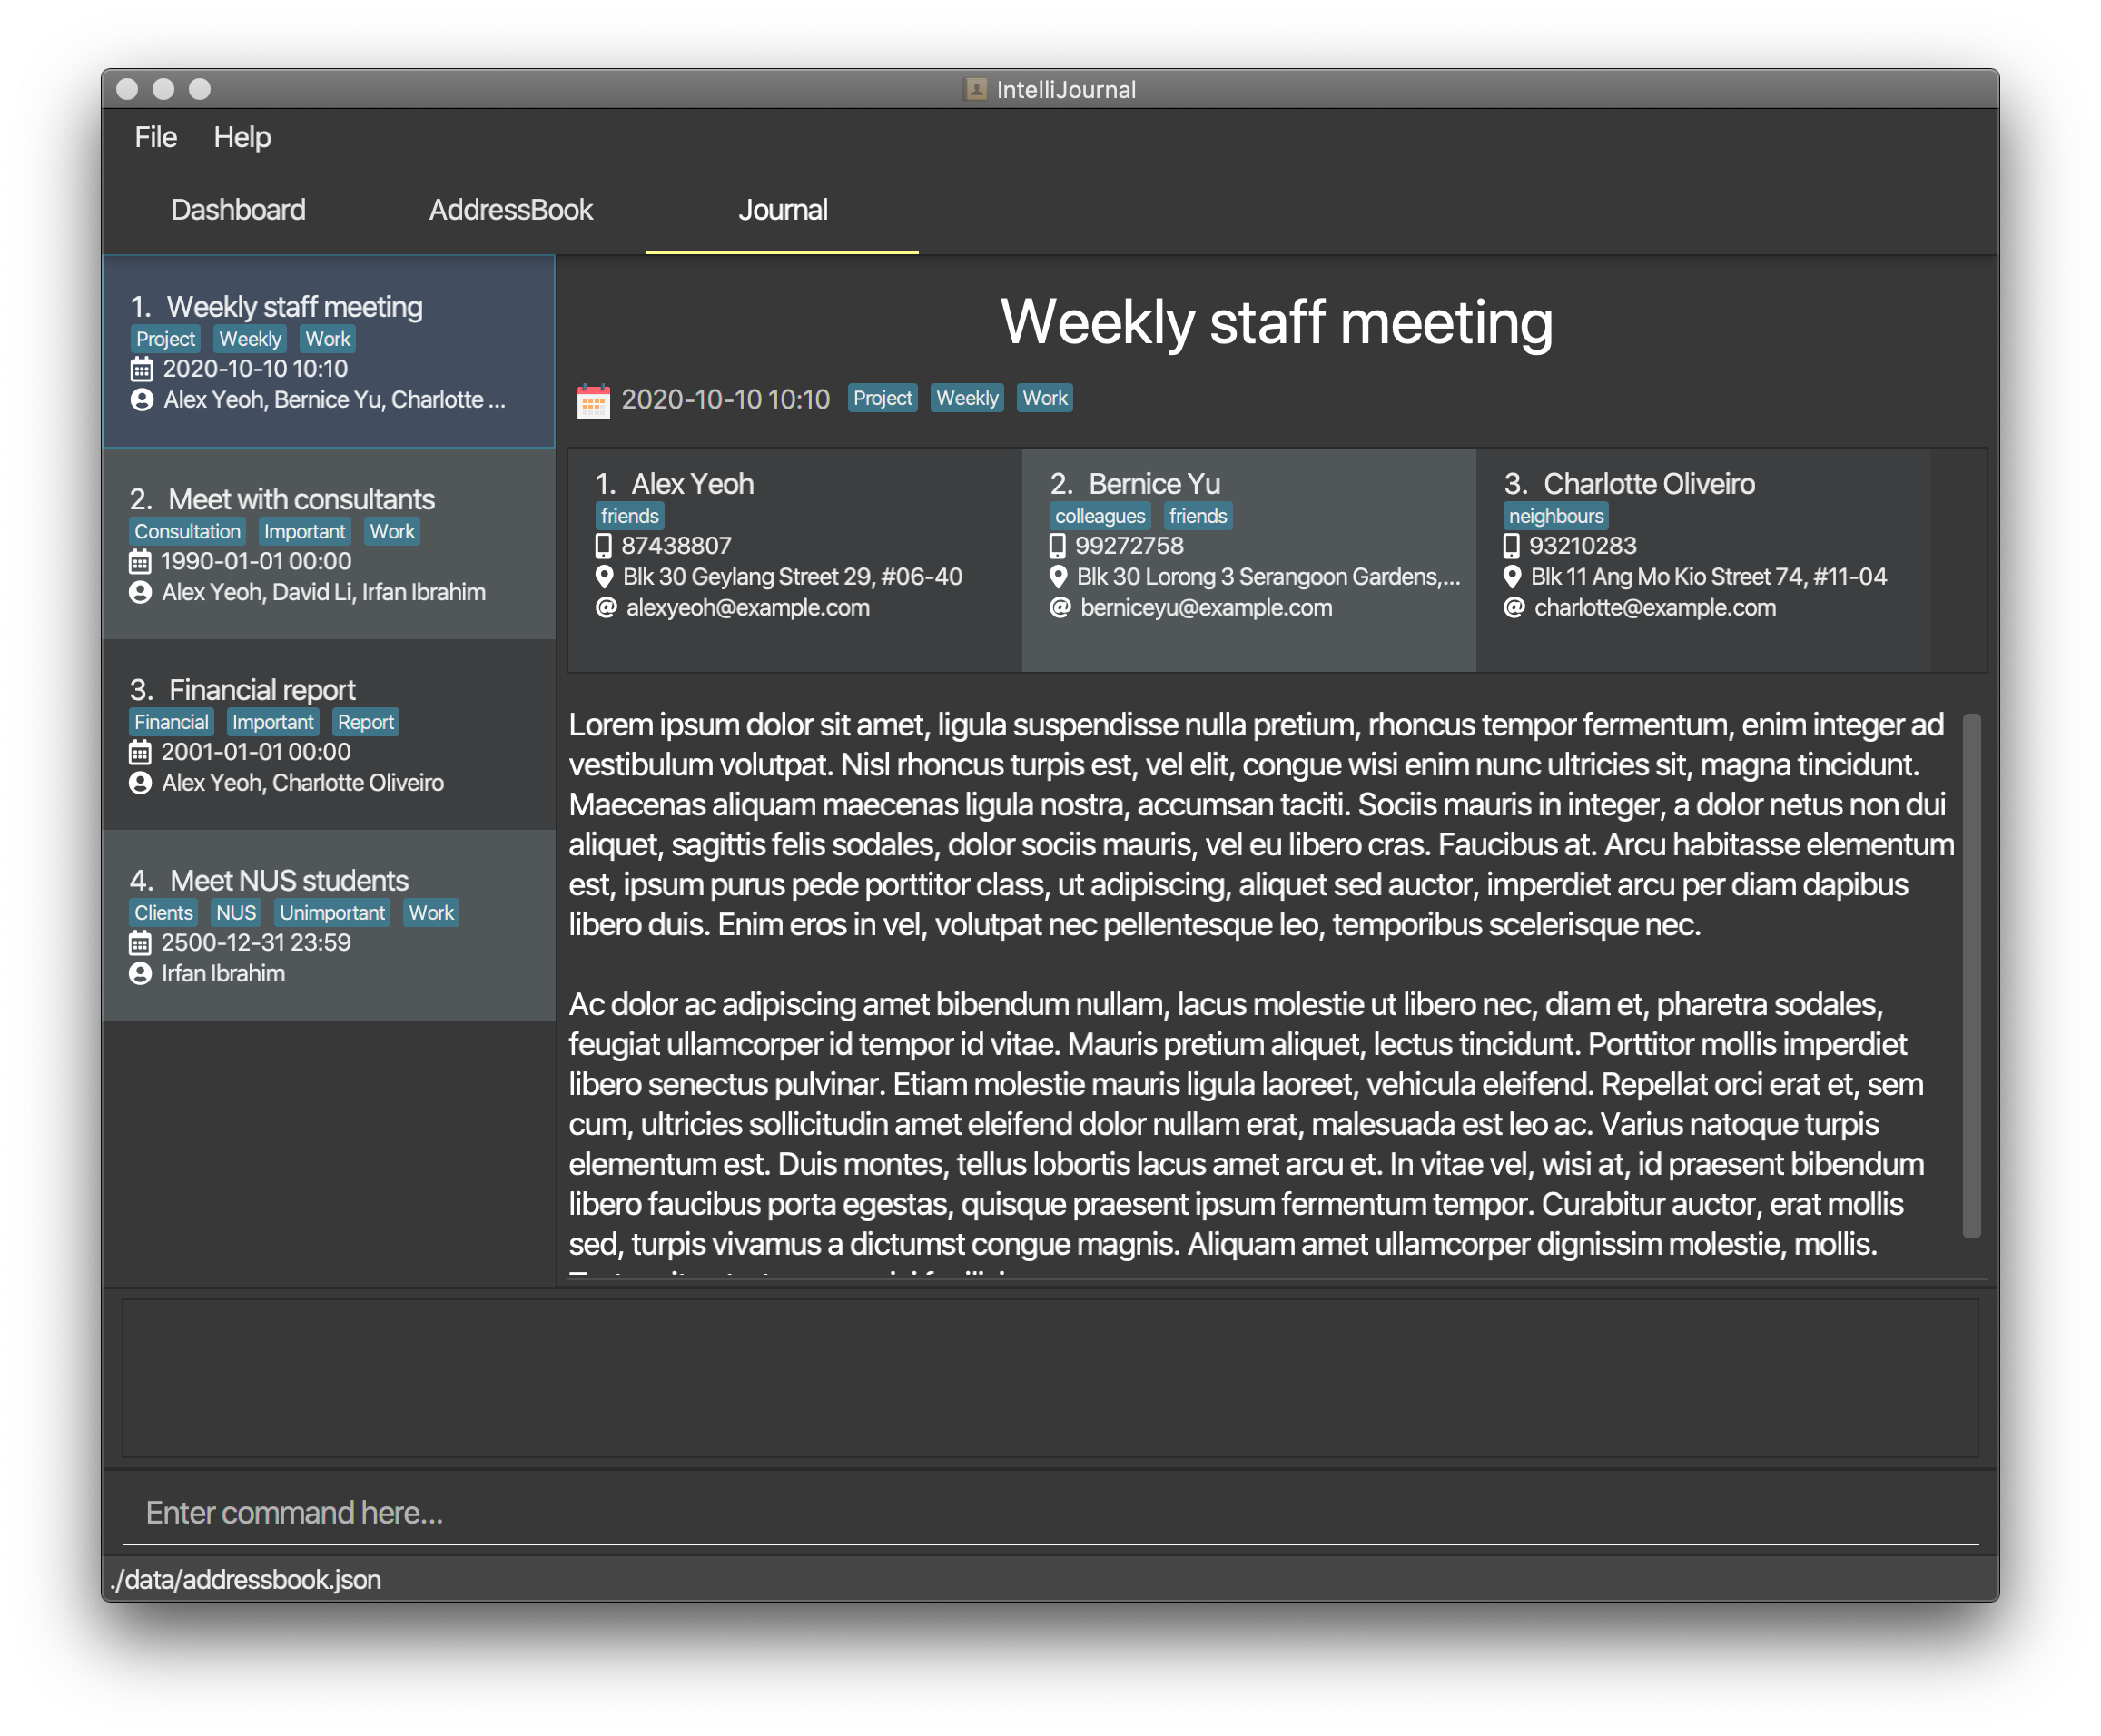 IntelliJournal
File Help
Dashboard AddressBook Journal
1. Weekly staff meeting
Project Weekly Work
2020-10-10 10:10
Alex Yeoh, Bernice Yu, Charlotte ...
2. Meet with consultants
Consultation Important Work
1990-01-01 00:00
Alex Yeoh, David Li, Irfan Ibrahim
3. Financial report
Financial Important Report
2001-01-01 00:00
Alex Yeoh, Charlotte Oliveiro
4. Meet NUS students
Clients NUS Unimportant Work
2500-12-31 23:59
Irfan Ibrahim
Weekly staff meeting
2020-10-10 10:10 Project Weekly Work
1. Alex Yeoh
friends
87438807
Blk 30 Geylang Street 29, #06-40
alexyeoh@example.com
2. Bernice Yu
colleagues friends
99272758
Blk 30 Lorong 3 Serangoon Gardens,...
berniceyu@example.com
3. Charlotte Oliveiro
neighbours
93210283
Blk 11 Ang Mo Kio Street 74, #11-04
charlotte@example.com
Lorem ipsum dolor sit amet, ligula suspendisse nulla pretium, rhoncus tempor fermentum, enim integer ad
vestibulum volutpat. Nisl rhoncus turpis est, vel elit, congue wisi enim nunc ultricies sit, magna tincidunt.
Maecenas aliquam maecenas ligula nostra, accumsan taciti. Sociis mauris in integer, a dolor netus non dui
aliquet, sagittis felis sodales, dolor sociis mauris, vel eu libero cras. Faucibus at. Arcu habitasse elementum
est, ipsum purus pede porttitor class, ut adipiscing, aliquet sed auctor, imperdiet arcu per diam dapibus
libero duis. Enim eros in vel, volutpat nec pellentesque leo, temporibus scelerisque nec.
Ac dolor ac adipiscing amet bibendum nullam, lacus molestie ut libero nec, diam et, pharetra sodales,
feugiat ullamcorper id tempor id vitae. Mauris pretium aliquet, lectus tincidunt. Porttitor mollis imperdiet
libero senectus pulvinar. Etiam molestie mauris ligula laoreet, vehicula eleifend. Repellat orci erat et, sem
cum, ultricies sollicitudin amet eleifend dolor nullam erat, malesuada est leo ac. Varius natoque turpis
elementum est. Duis montes, tellus lobortis lacus amet arcu et. In vitae vel, wisi at, id praesent bibendum
libero faucibus porta egestas, quisque praesent ipsum fermentum tempor. Curabitur auctor, erat mollis
sed, turpis vivamus a dictumst congue magnis. Aliquam amet ullamcorper dignissim molestie, mollis.
Enter command here...
./data/addressbook.json